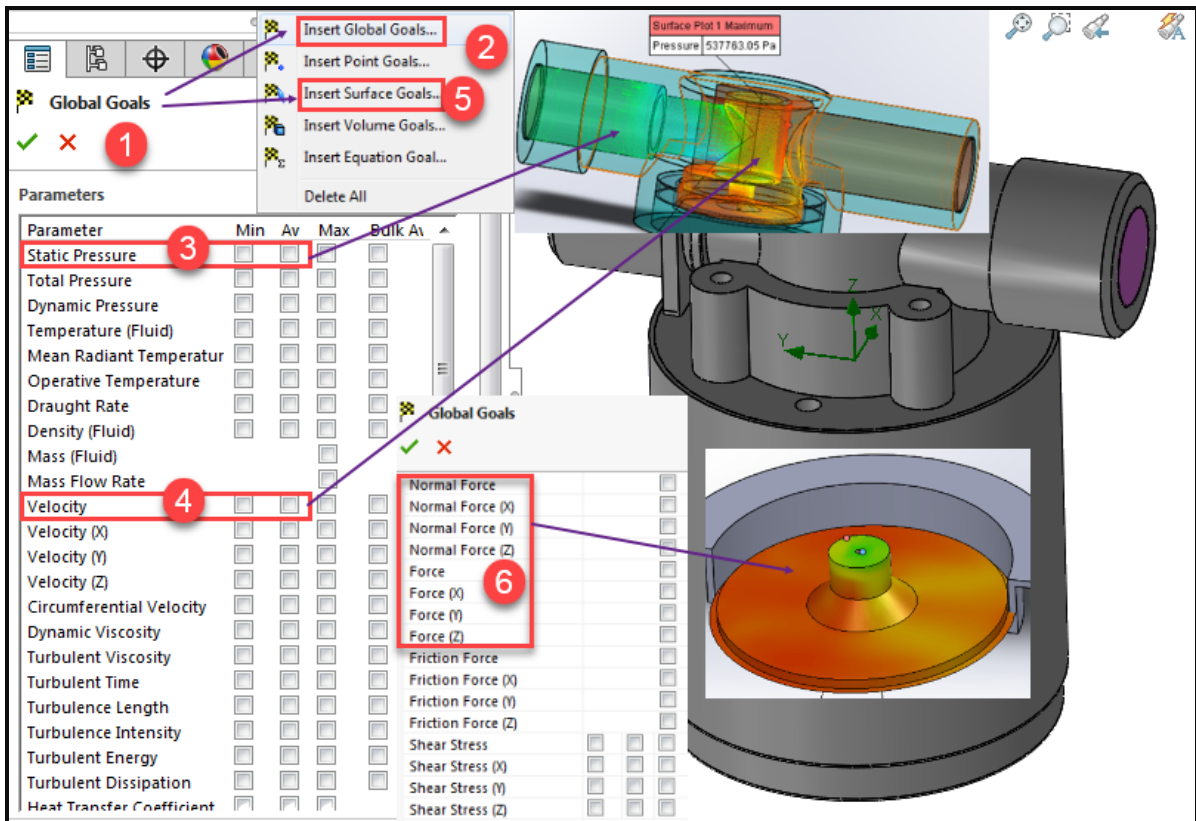 Insert Global Goals...
2
Insert Point Goals...
Insert Surface Goals...
5
Insert Volume Goals...
Insert Equation Goal...
Delete All
Global Goals
1
Parameters
Parameter Min Av Max Bulk Av
Static Pressure
3
Total Pressure
Dynamic Pressure
Temperature (Fluid)
Mean Radiant Temperatur
Operative Temperature
Draught Rate
Density (Fluid)
Mass (Fluid)
Mass Flow Rate
Velocity
4
Velocity (X)
Velocity (Y)
Velocity (Z)
Circumferential Velocity
Dynamic Viscosity
Turbulent Viscosity
Turbulent Time
Turbulence Length
Turbulence Intensity
Turbulent Energy
Turbulent Dissipation
Heat Transfer Coefficient
Global Goals
Normal Force
Normal Force (X)
Normal Force (Y)
Normal Force (Z)
Force
6
Force (X)
Force (Y)
Force (Z)
Friction Force
Friction Force (X)
Friction Force (Y)
Friction Force (Z)
Shear Stress
Shear Stress (X)
Shear Stress (Y)
Shear Stress (Z)
Surface Plot 1 Maximum
Pressure 537763.05 Pa
Z
X
Y